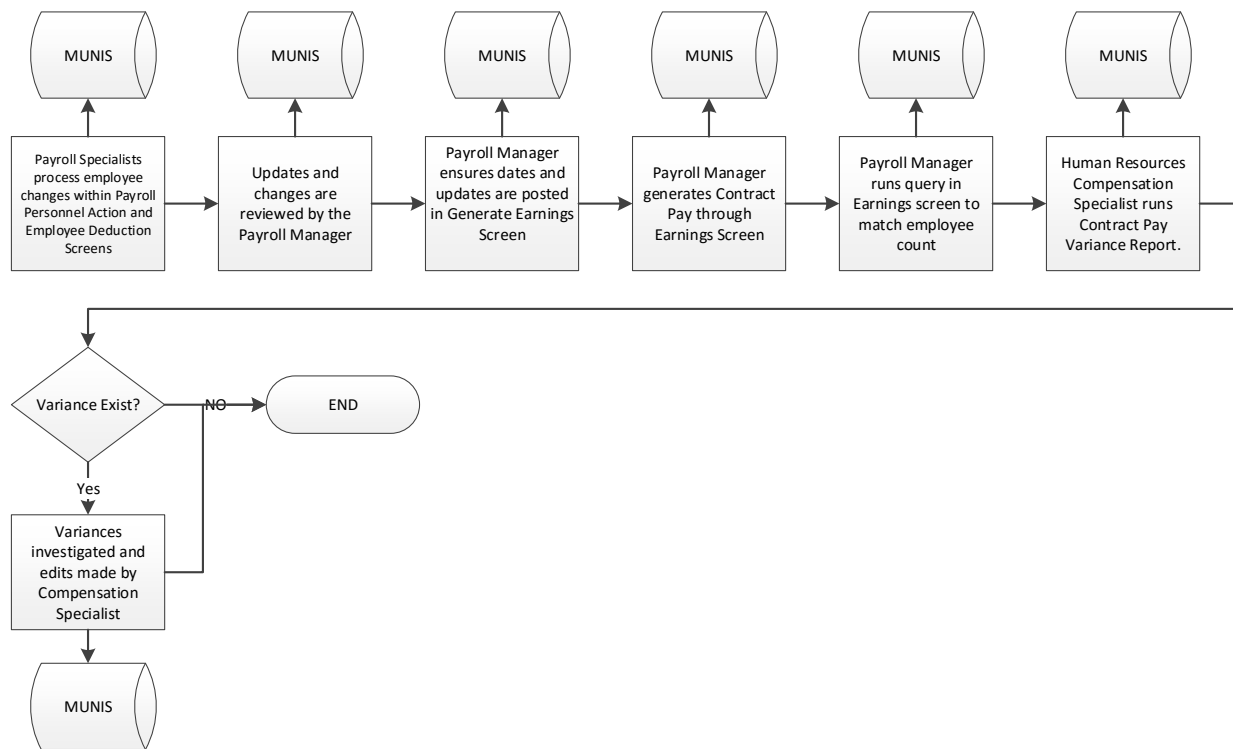 MUNIS
MUNIS
MUNIS
MUNIS
MUNIS
MUNIS
Payroll Specialists
process employee
changes within Payroll
Personnel Action and
Employee Deduction
Screens
Updates and
changes are
reviewed by the
Payroll Manager
Payroll Manager
ensures dates and
updates are posted
in Generate Earnings
Screen
Payroll Manager
generates Contract
Pay through
Earnings Screen
Payroll Manager
runs query in
Earnings screen to
match employee
count
Human Resources
Compensation
Specialist runs
Contract Pay
Variance Report.
Variance Exist?
NO
END
Yes
Variances
investigated and
edits made by
Compensation
Specialist
MUNIS